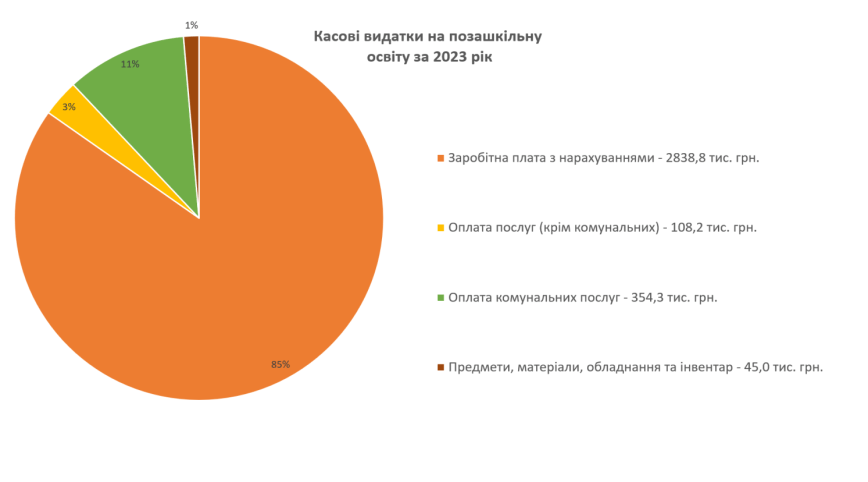 1%
Касові видатки на позашкільну
освіту за 2023 рік
11%
3%
Заробітна плата з нарахуваннями - 2838,8 тис. грн.
Оплата послуг (крім комунальних) - 108,2 тис. грн.
Оплата комунальних послуг - 354,3 тис. грн.
85%
Предмети, матеріали, обладнання та інвентар - 45,0 тис. грн.